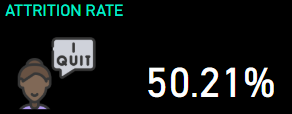 ATTRITION RATE
I
QUIT
50.21%